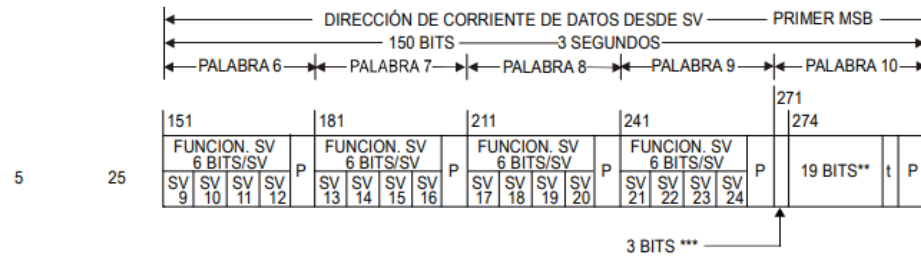 DIRECCIÓN DE CORRIENTE DE DATOS DESDE SV PRIMER MSB
150 BITS 3 SEGUNDOS
PALABRA 6 PALABRA 7 PALABRA 8 PALABRA 9 PALABRA 10
271
151 181 211 241 274
FUNCION. SV FUNCION. SV FUNCION. SV FUNCION. SV
6 BITS/SV P 6 BITS/SV P 6 BITS/SV P 6 BITS/SV P 19 BITS** t P
5 25 SV SV SV SV SV SV SV SV SV SV SV SV SV SV SV SV
9 10 11 12 13 14 15 16 17 18 19 20 21 22 23 24
3 BITS ***